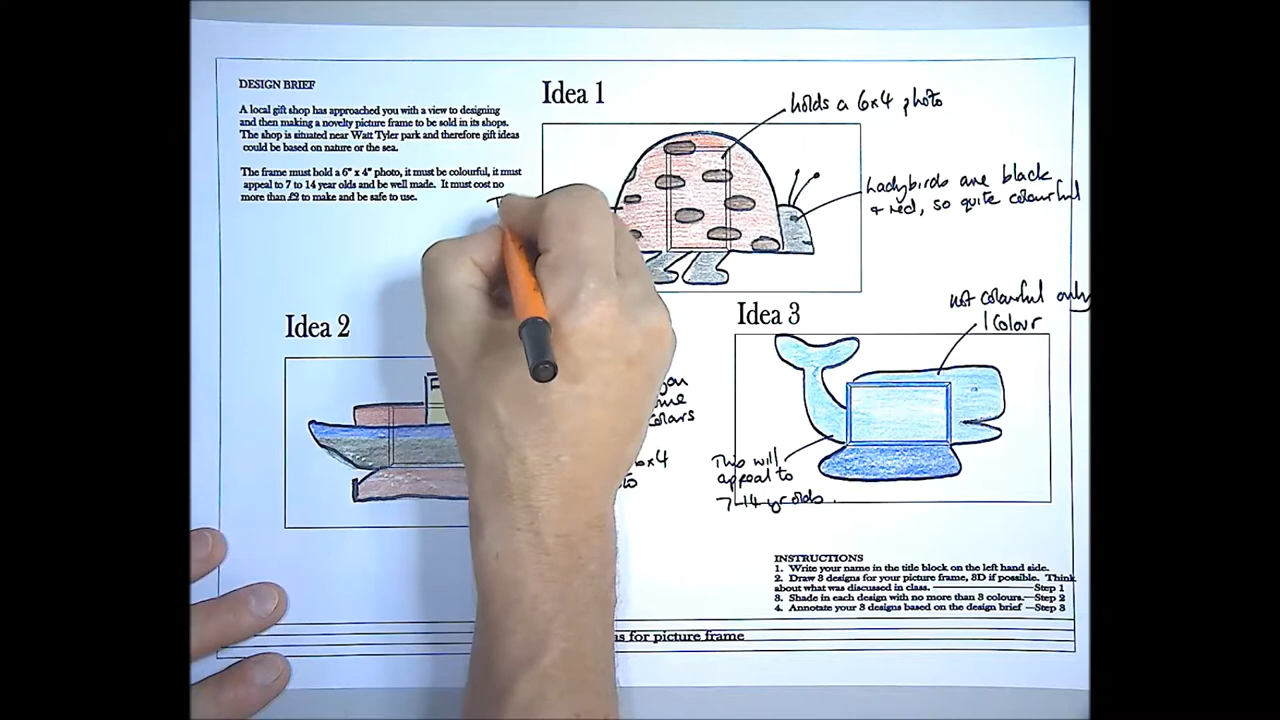 DESIGN BRIEF
A local gift shop has approached you with a view to designing
and then making a novelty picture frame to be sold in its shops.
The shop is situated near Watt Tyler park and therefore gift ideas
could be based on nature or the sea.
The frame must hold a 6" x 4" photo, it must be colourful, it must
appeal to 7 to 14 year olds and be well made. It must cost no
more than £3 to make and be safe to use.
Idea 1
holds a 6x4 photo
Ladybirds are black
& red, so quite colourful
Idea 2
colours
6x4
Idea 3
not colourful only
1 colour
This will
appeal to
7-14 yr olds.
INSTRUCTIONS
1. Write your name in the title block on the left hand side.
2. Draw 3 designs for your picture frame, 3D if possible. Think
about what was discussed in class. Step 1
3. Shade in each design with no more than 3 colours. Step 2
4. Annotate your 3 designs based on the design brief Step 3
for picture frame